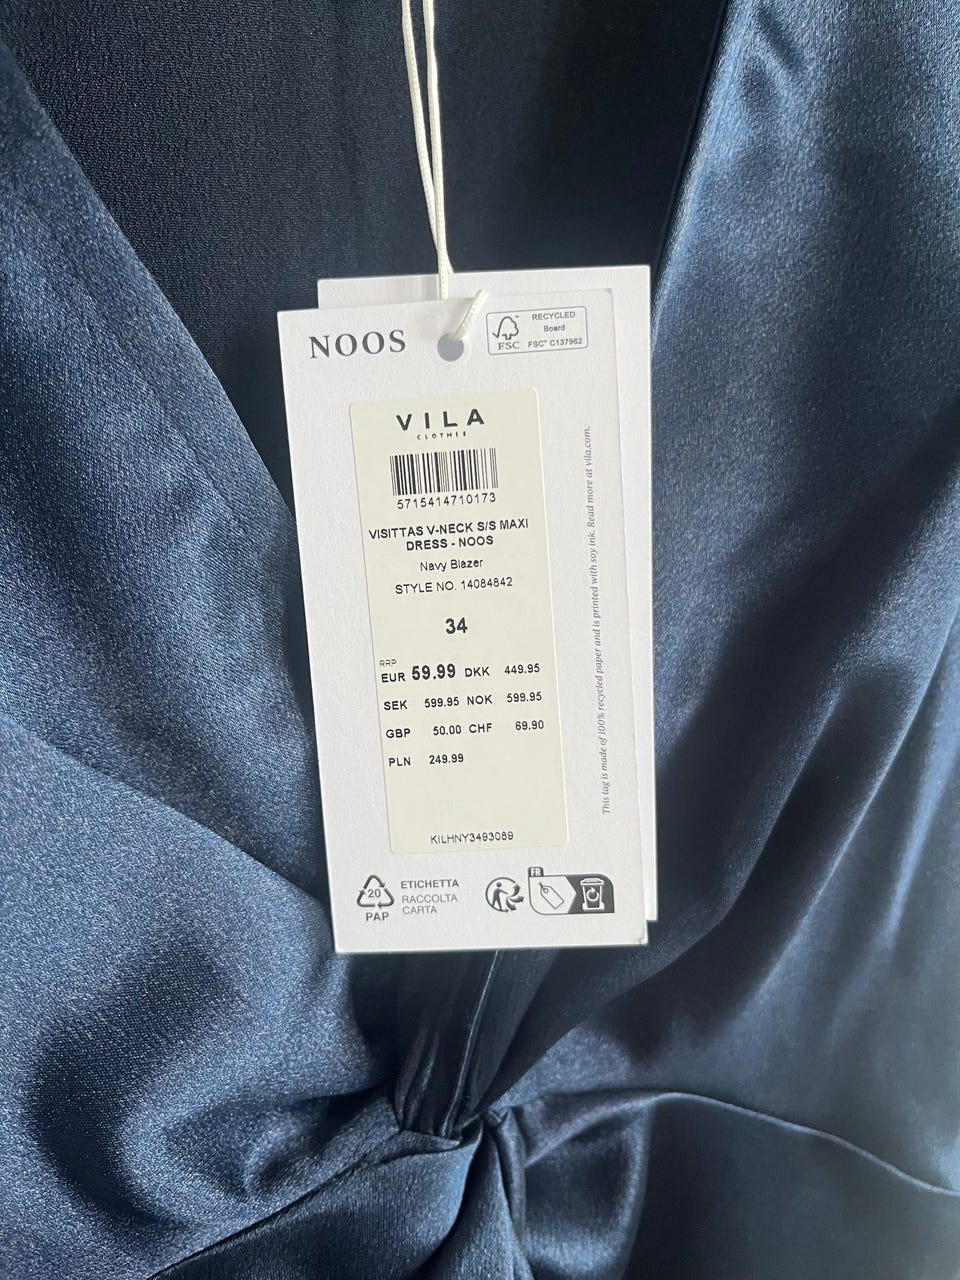 NOOS
FSC
RECYCLED
Board
FSC™ C137962
VILA
CLOTHES
5715414710173
VISITTAS V-NECK S/S MAXI
DRESS - NOOS
Navy Blazer
STYLE NO. 14084842
34
RRP
EUR 59.99 DKK 449.95
SEK 599.95 NOK 599.95
GBP 50.00 CHF 69.90
PLN 249.99
KILHNY3493089
This tag is made of 100% recycled paper and is printed with soy ink. Read more at vila.com.
20
PAP
ETICHETTA
RACCOLTA
CARTA
FR